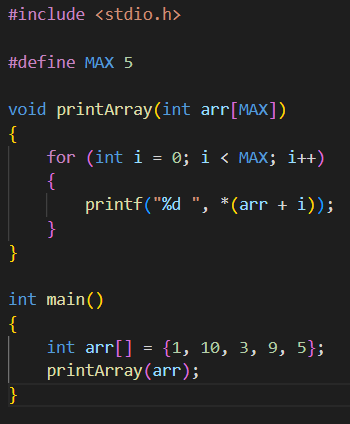 #include <stdio.h>
#define MAX 5
void printArray(int arr[MAX])
{
    for (int i = 0; i < MAX; i++)
    {
        printf("%d ", *(arr + i));
    }
}
int main()
{
    int arr[] = {1, 10, 3, 9, 5};
    printArray(arr);
}